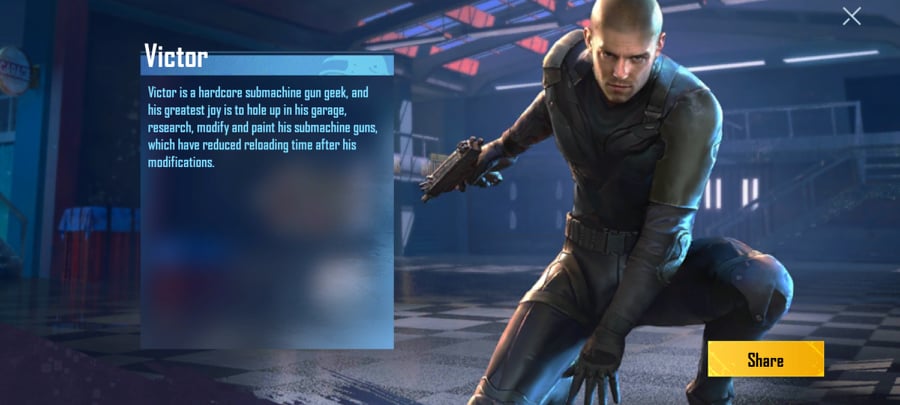 Victor
Victor is a hardcore submachine gun geek, and
his greatest joy is to hole up in his garage,
research, modify and paint his submachine guns,
which have reduced reloading time after his
modifications.
Share